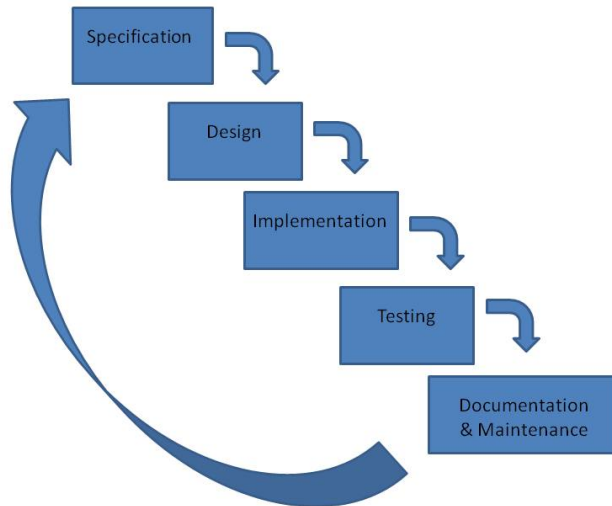 Specification
Design
Implementation
Testing
Documentation
& Maintenance